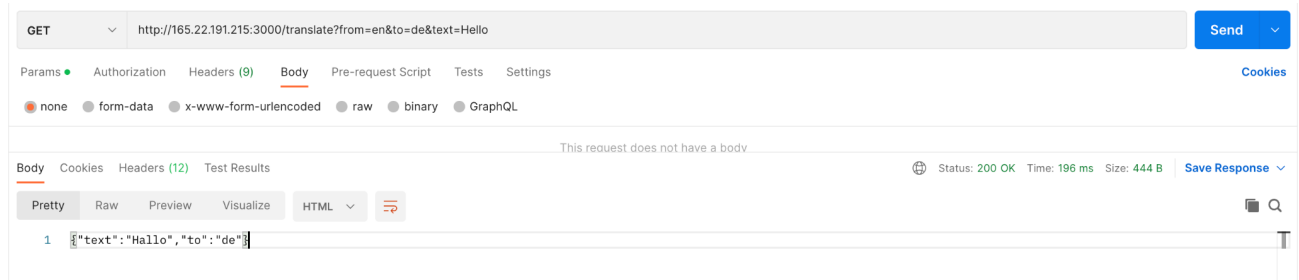 GET http://165.22.191.215:3000/translate?from=en&to=de&text=Hello Send
Params Authorization Headers (9) Body Pre-request Script Tests Settings Cookies
none form-data x-www-form-urlencoded raw binary GraphQL
This request does not have a body
Body Cookies Headers (12) Test Results Status: 200 OK Time: 196 ms Size: 444 B Save Response
Pretty Raw Preview Visualize HTML
1 {"text":"Hallo","to":"de"}